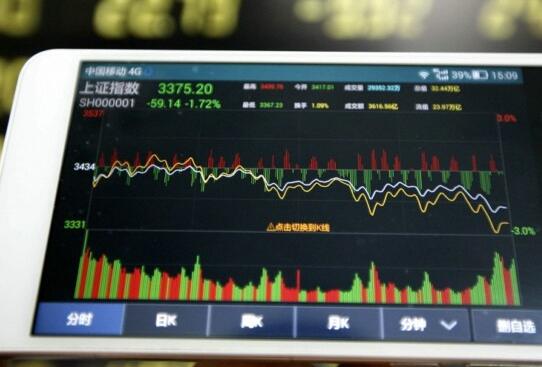 中国移动 4G 39% 15:09
上证指数 3375.20 最高 3430.76 今开 3417.01 成交量 29352.32万 总值 32.44万亿
SH000001 -59.14 -1.72% 最低 3367.23 换手 1.09% 成交额 3616.56亿 流值 23.97万亿
3537 3.0%
3434
3331 -3.0%
⚠点击切换到K线
分时 日K 周K 月K 分钟 删自选